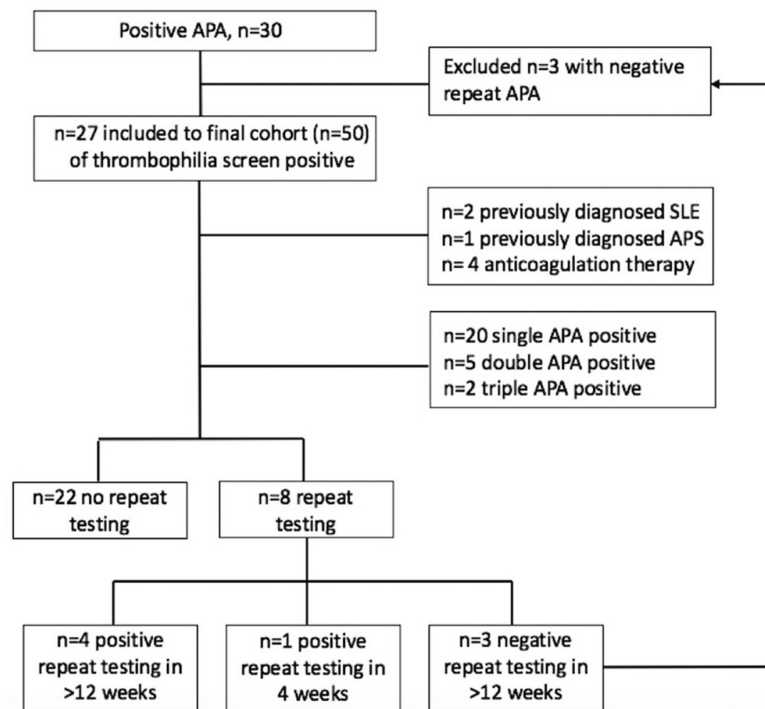 Positive APA, n=30
Excluded n=3 with negative
repeat APA
n=27 included to final cohort (n=50)
of thrombophilia screen positive
n=2 previously diagnosed SLE
n=1 previously diagnosed APS
n= 4 anticoagulation therapy
n=20 single APA positive
n=5 double APA positive
n=2 triple APA positive
n=22 no repeat
testing
n=8 repeat
testing
n=4 positive
repeat testing in
>12 weeks
n=1 positive
repeat testing in
4 weeks
n=3 negative
repeat testing in
>12 weeks